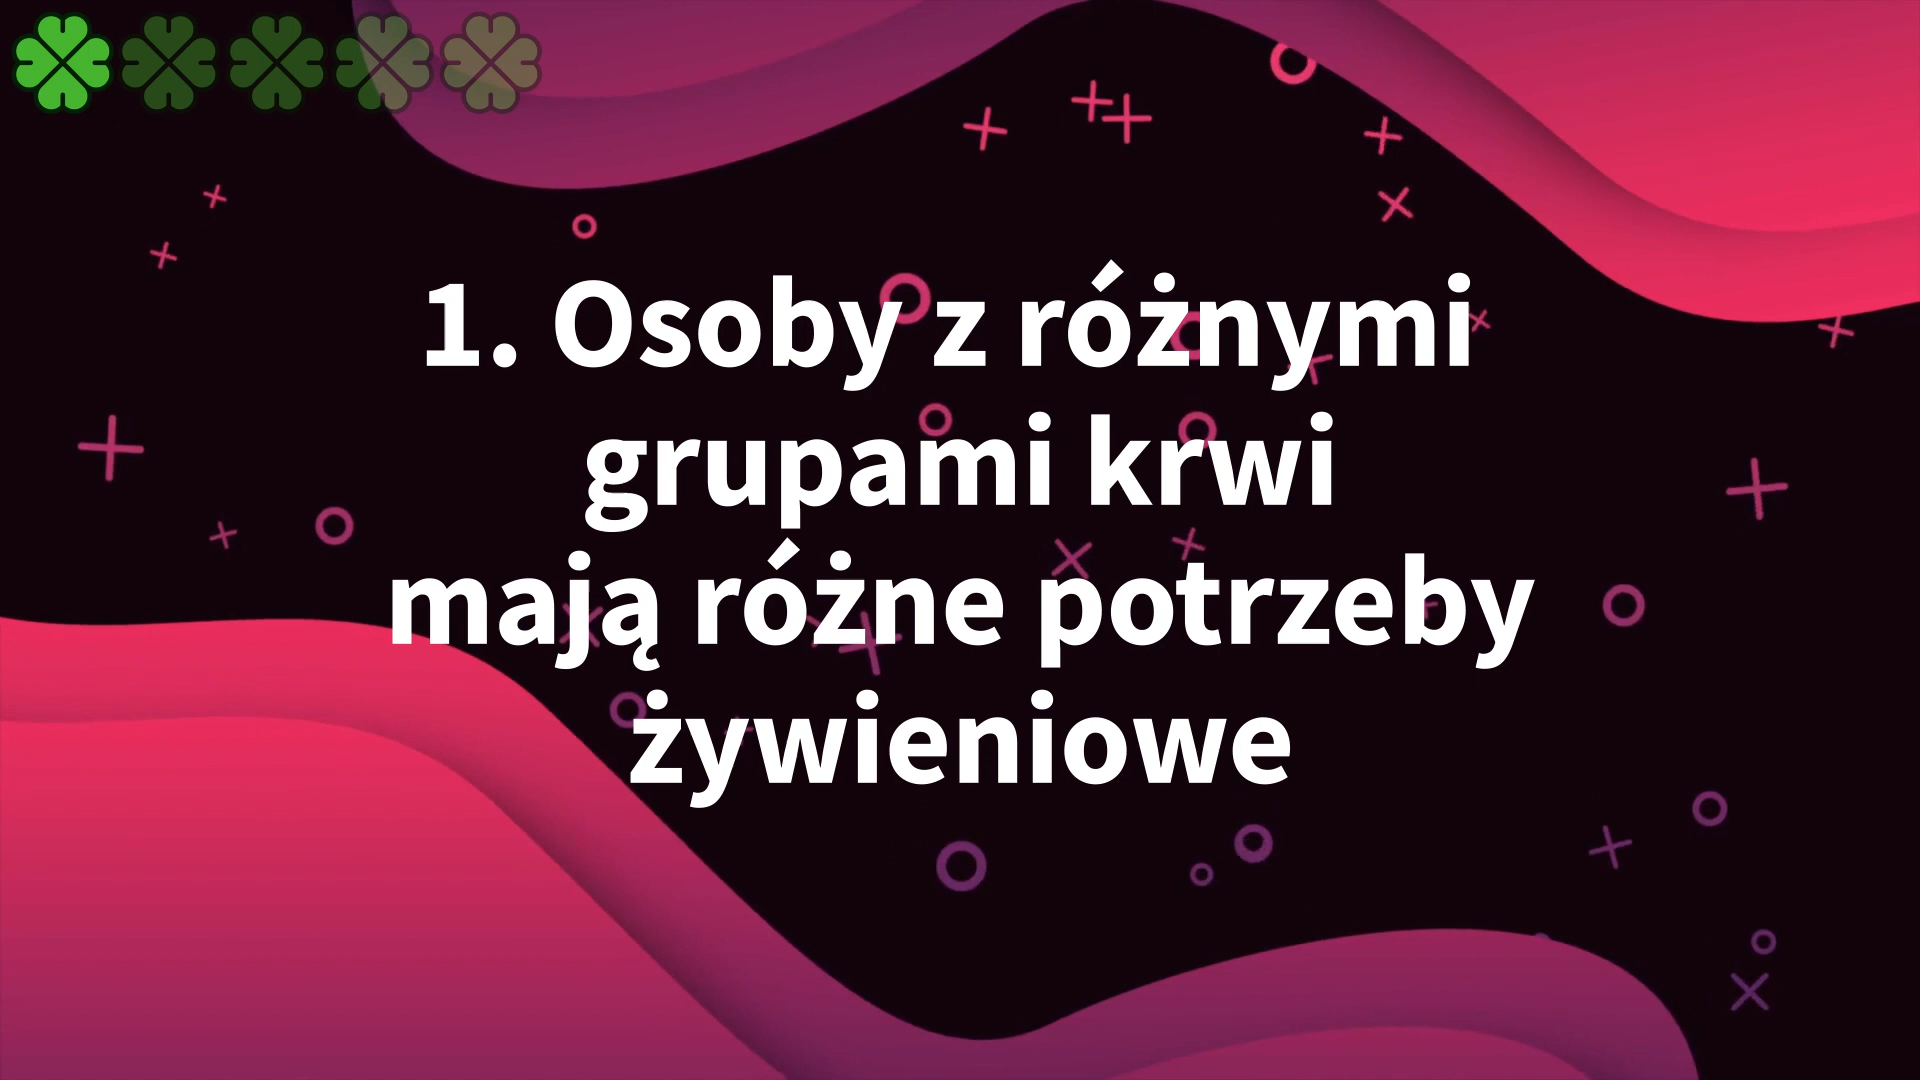 1. Osoby z różnymi
grupami krwi
mają różne potrzeby
żywieniowe